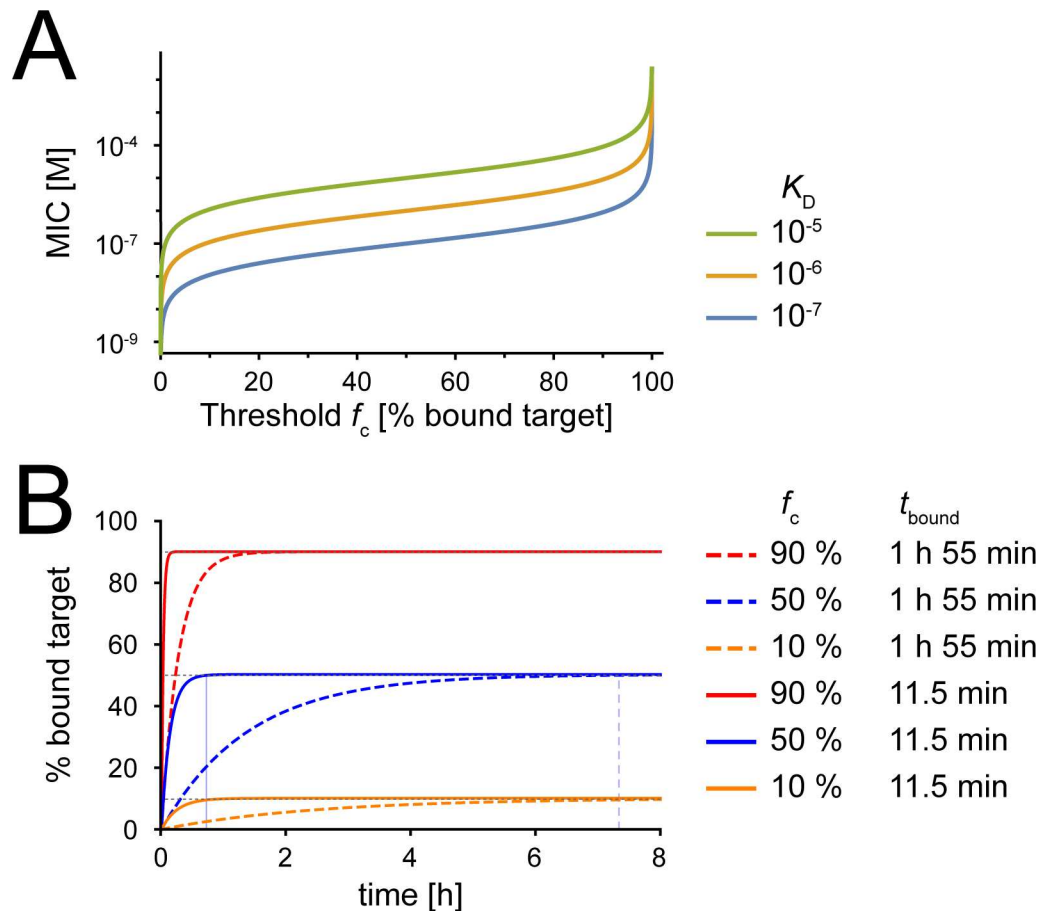 A
MIC [M]
10⁻⁴
10⁻⁷
10⁻⁹
0 20 40 60 80 100
Threshold f_c [% bound target]
K_D
10⁻⁵
10⁻⁶
10⁻⁷
B
% bound target
100
80
60
40
20
0
0 2 4 6 8
time [h]
f_c t_bound
90 % 1 h 55 min
50 % 1 h 55 min
10 % 1 h 55 min
90 % 11.5 min
50 % 11.5 min
10 % 11.5 min